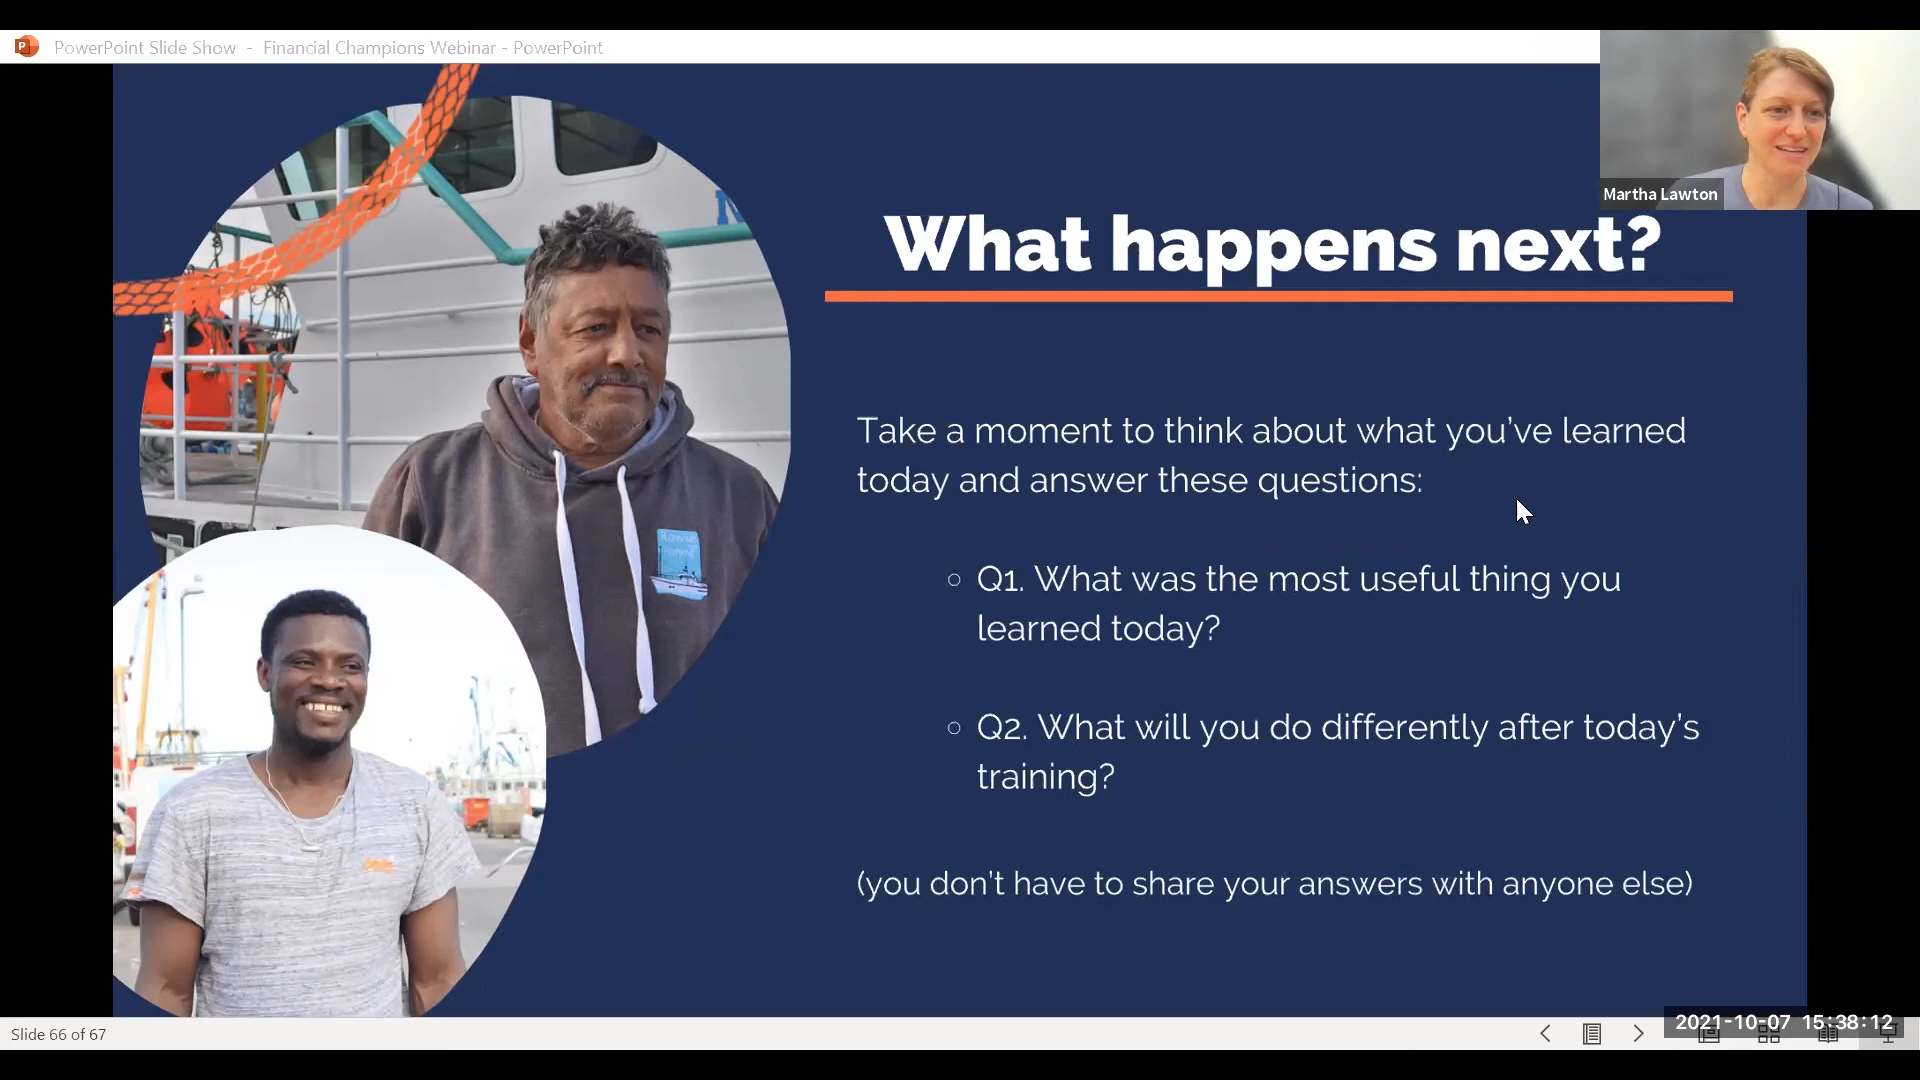 PowerPoint Slide Show - Financial Champions Webinar - PowerPoint
Martha Lawton
What happens next?
Take a moment to think about what you've learned
today and answer these questions:
Q1. What was the most useful thing you
learned today?
Q2. What will you do differently after today's
training?
(you don't have to share your answers with anyone else)
Slide 66 of 67
2021-10-07 15:38:12